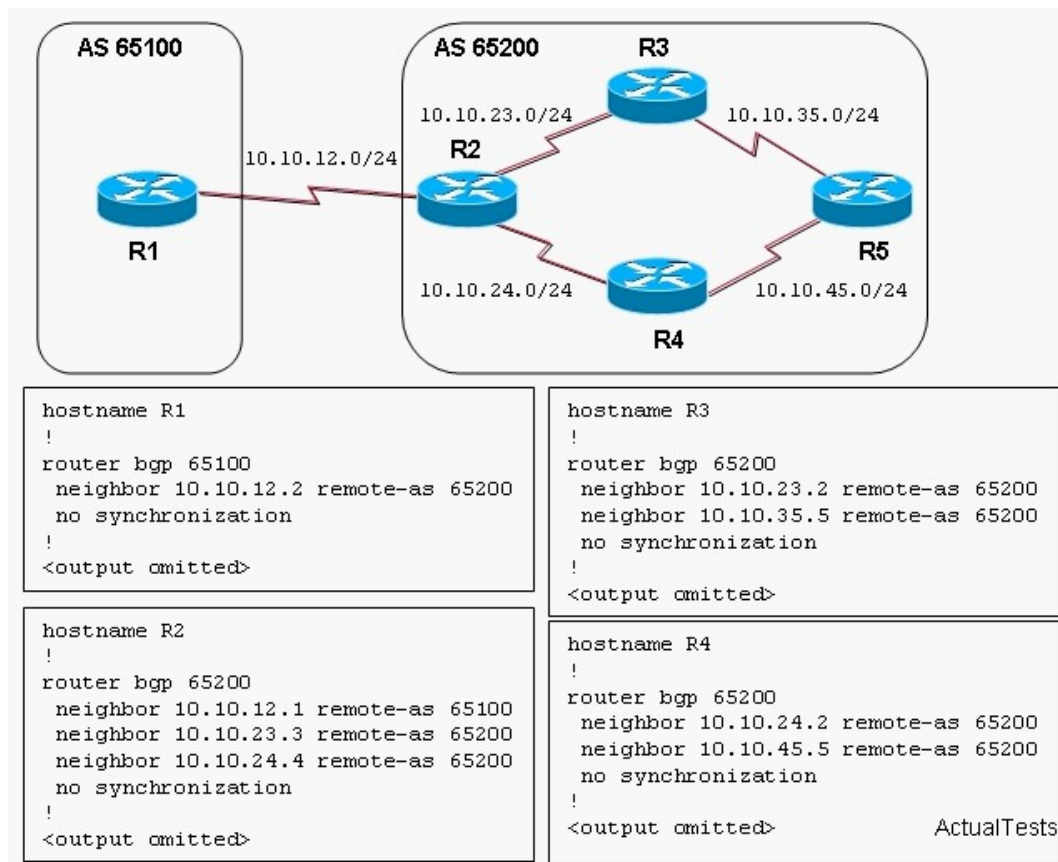 AS 65100
AS 65200
R3
10.10.23.0/24
10.10.35.0/24
10.10.12.0/24
R2
R1
R5
10.10.24.0/24
10.10.45.0/24
R4
hostname R1
!
router bgp 65100
neighbor 10.10.12.2 remote-as 65200
no synchronization
!
<output omitted>
hostname R3
!
router bgp 65200
neighbor 10.10.23.2 remote-as 65200
neighbor 10.10.35.5 remote-as 65200
no synchronization
!
<output omitted>
hostname R2
!
router bgp 65200
neighbor 10.10.12.1 remote-as 65100
neighbor 10.10.23.3 remote-as 65200
neighbor 10.10.24.4 remote-as 65200
no synchronization
!
<output omitted>
hostname R4
!
router bgp 65200
neighbor 10.10.24.2 remote-as 65200
neighbor 10.10.45.5 remote-as 65200
no synchronization
!
<output omitted>
ActualTests